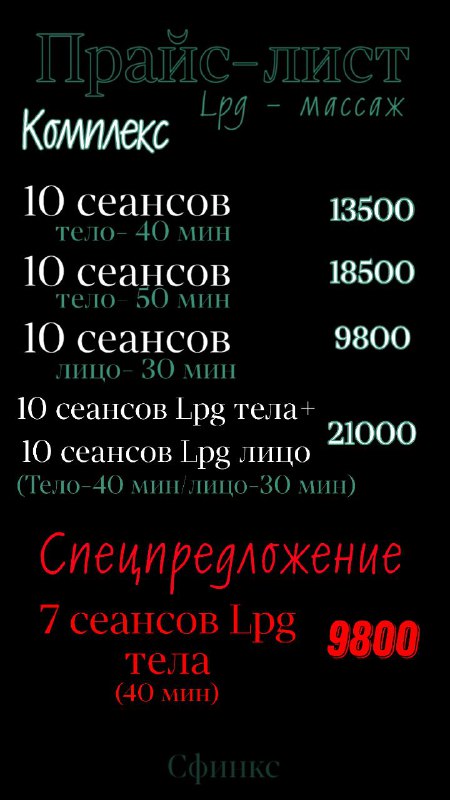 Прайс-лист
Lpg - массаж
Комплекс
10 сеансов 13500
тело- 40 мин
10 сеансов 18500
тело- 50 мин
10 сеансов 9800
лицо- 30 мин
10 сеансов Lpg тела+
21000
10 сеансов Lpg лицо
(Тело-40 мин/лицо-30 мин)
Спецпредложение
7 сеансов Lpg
тела 9800
(40 мин)
Сфинкс